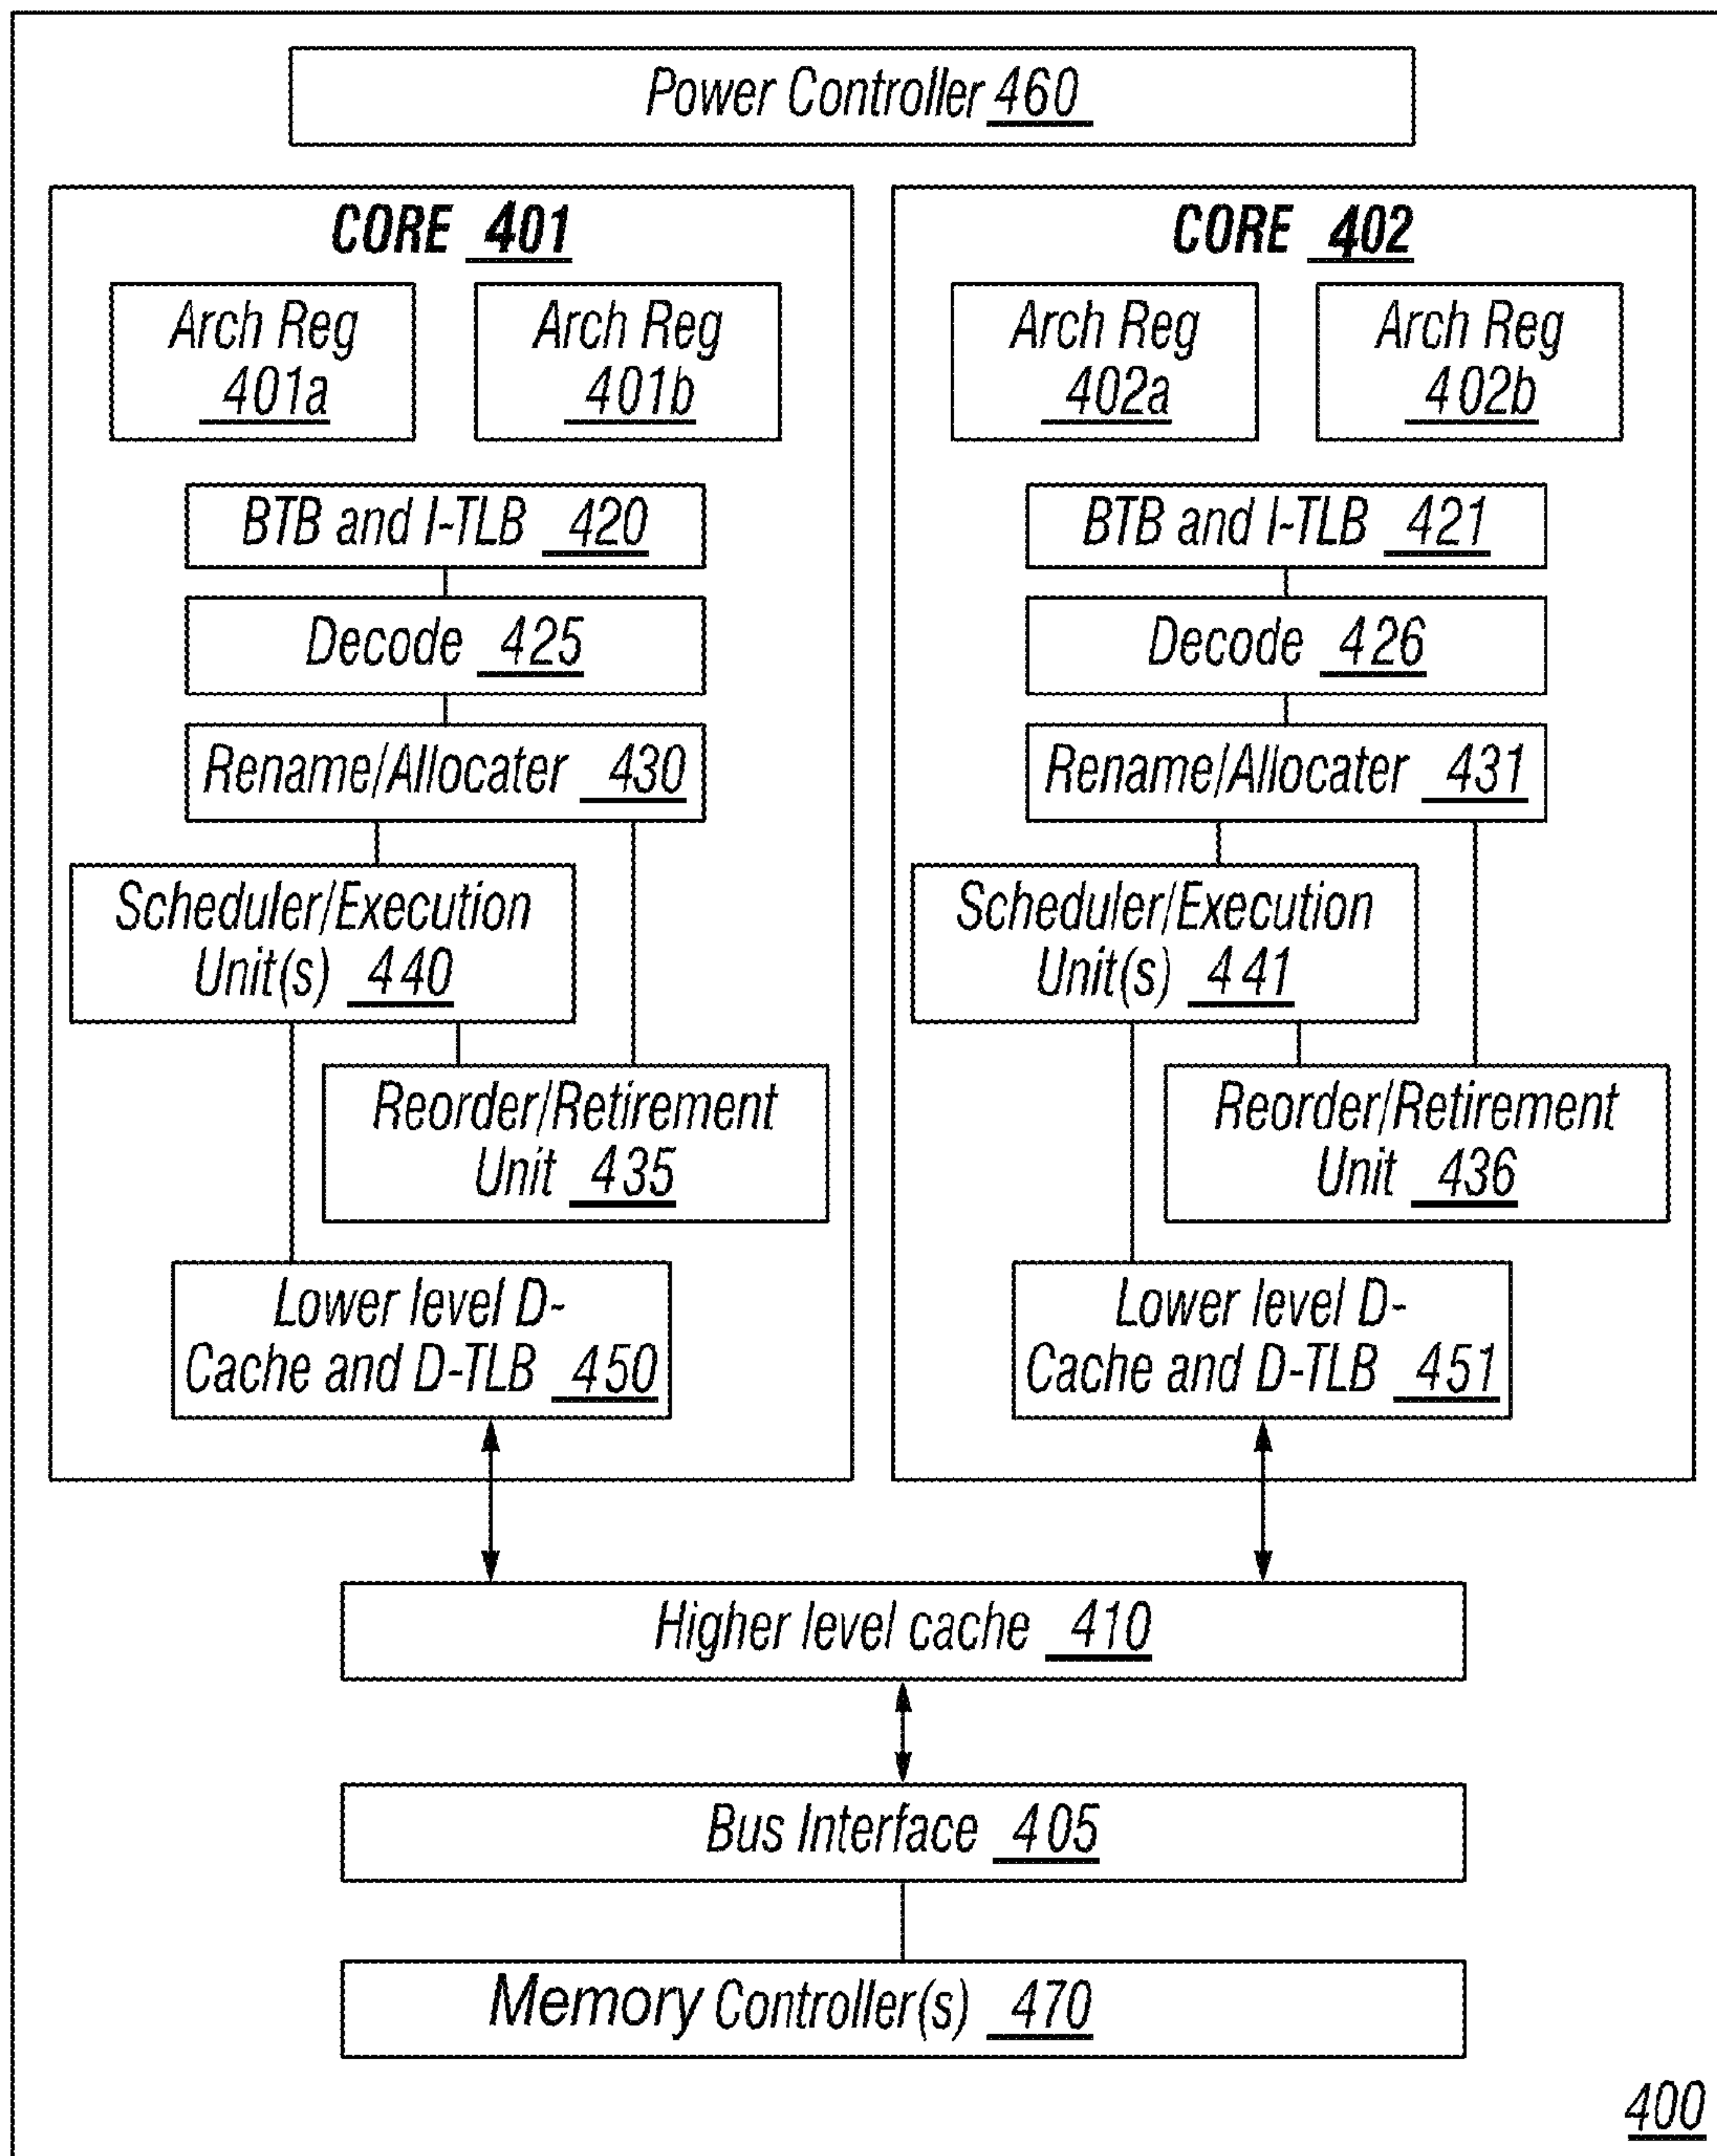 Power Controller 460
CORE 401
Arch Reg
401a
Arch Reg
401b
BTB and I-TLB 420
Decode 425
Rename/Allocater 430
Scheduler/Execution
Unit(s) 440
Reorder/Retirement
Unit 435
Lower level D-
Cache and D-TLB 450
CORE 402
Arch Reg
402a
Arch Reg
402b
BTB and I-TLB 421
Decode 426
Rename/Allocater 431
Scheduler/Execution
Unit(s) 441
Reorder/Retirement
Unit 436
Lower level D-
Cache and D-TLB 451
Higher level cache 410
Bus Interface 405
Memory Controller(s) 470
400